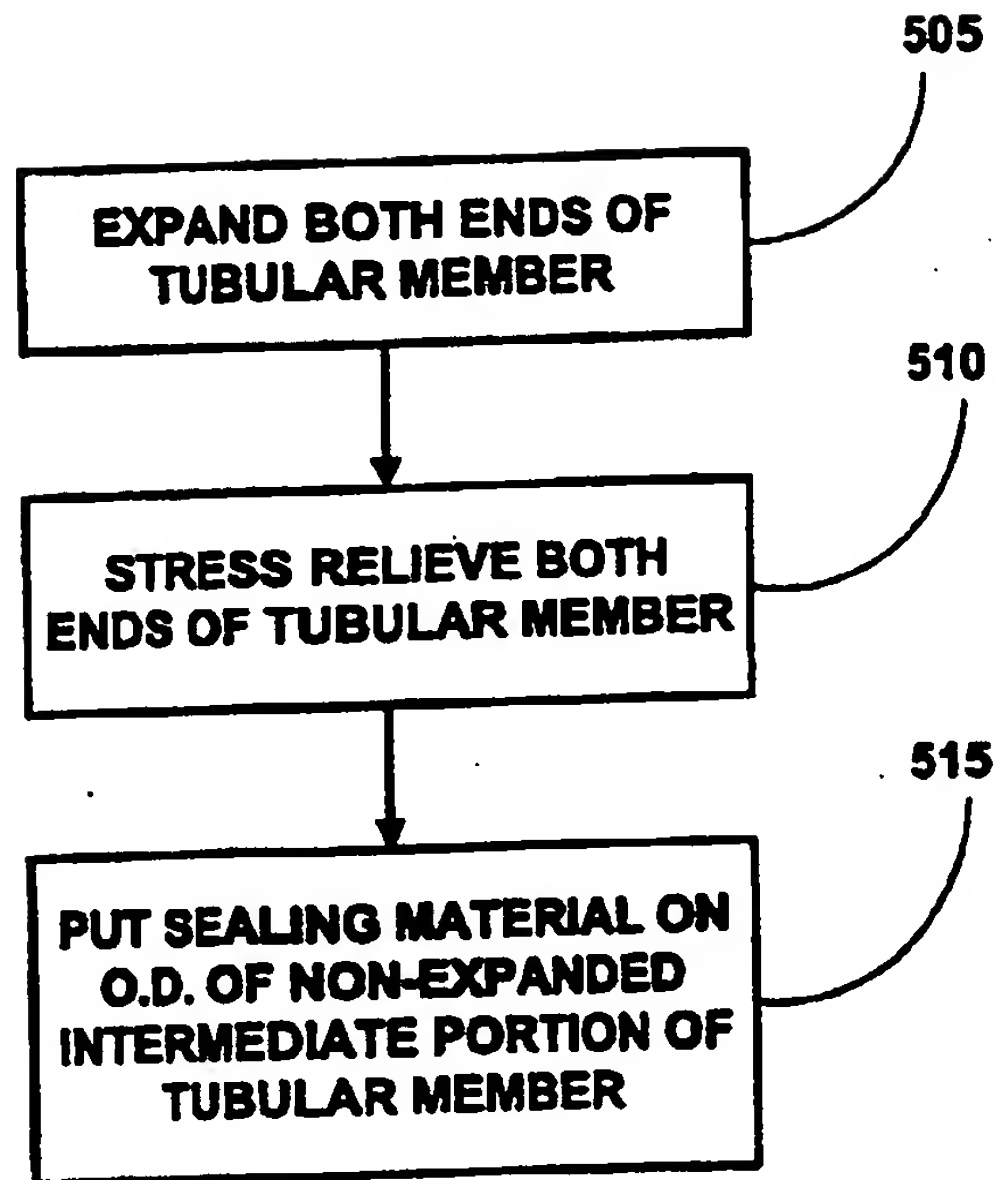 505
EXPAND BOTH ENDS OF
TUBULAR MEMBER
510
STRESS RELIEVE BOTH
ENDS OF TUBULAR MEMBER
515
PUT SEALING MATERIAL ON
O.D. OF NON-EXPANDED
INTERMEDIATE PORTION OF
TUBULAR MEMBER